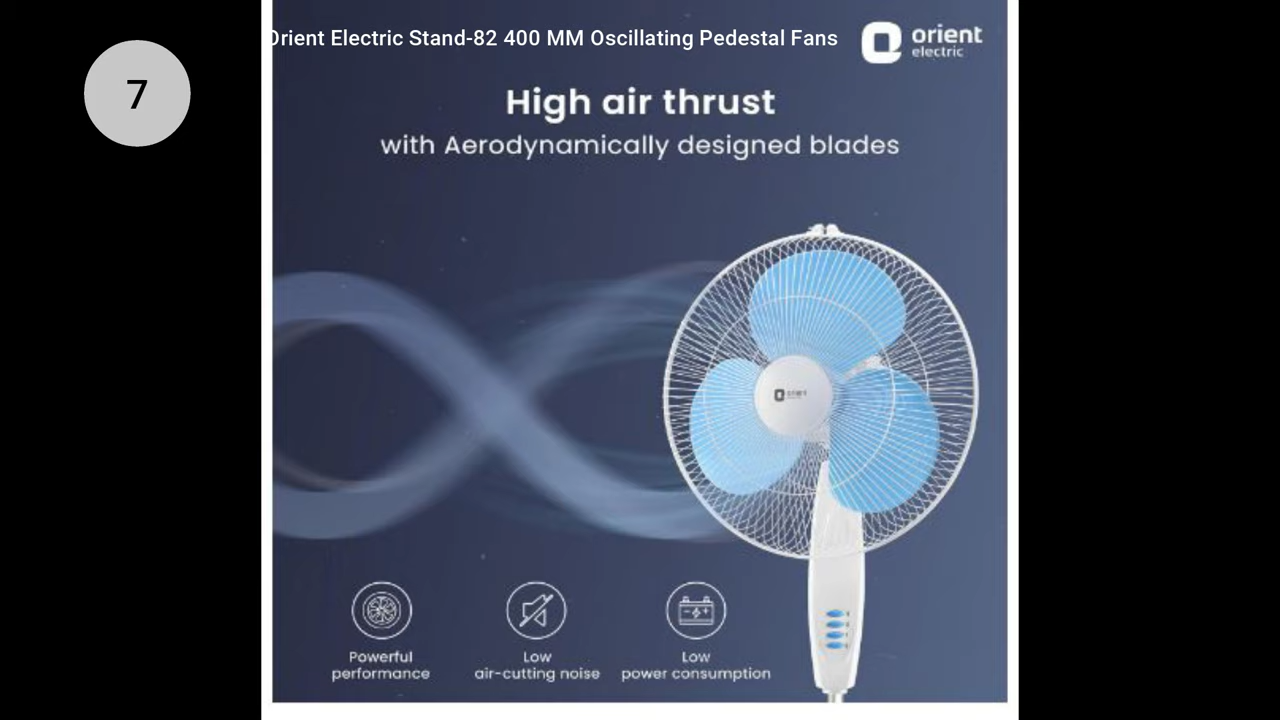 Orient Electric Stand-82 400 MM Oscillating Pedestal Fans
orient
electric
7
High air thrust
with Aerodynamically designed blades
orient
Powerful
performance
Low
air-cutting noise
Low
power consumption